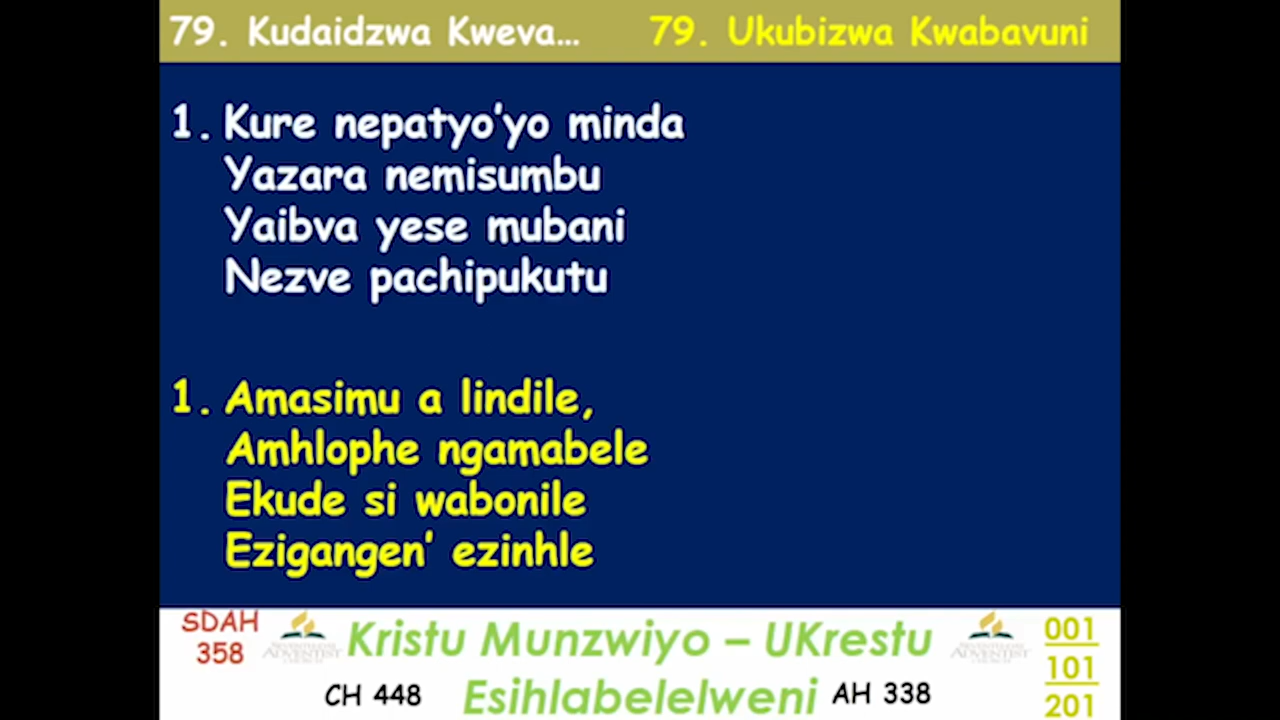 79. Kudaidzwa Kweva… 79. Ukubizwa Kwabavuni
1. Kure nepatyo'yo minda
Yazara nemisumbu
Yaibva yese mubani
Nezve pachipukutu
1. Amasimu a lindile,
Amhlophe ngamabele
Ekude si wabonile
Ezigangen' ezinhle
SDAH
358
Kristu Munzwiyo – UKrestu
Esihlabelelweni
CH 448
AH 338
001
101
201